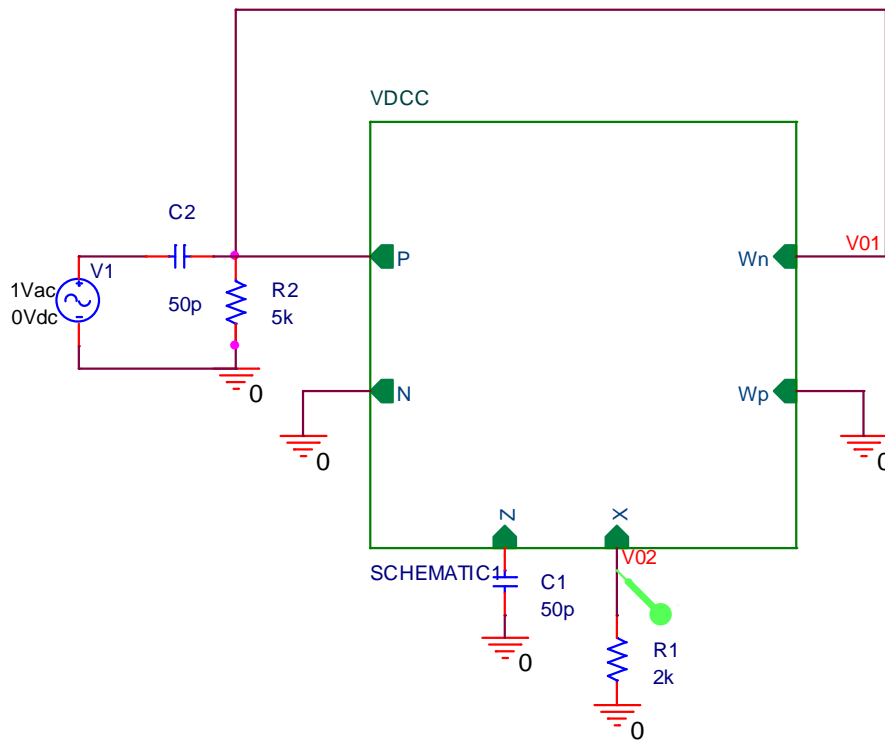 VDCC
C2
V1
1Vac
0Vdc
50p
R2
5k
0
P
N
0
Wn
V01
Wp
0
Z
X
SCHEMATIC1
C1
50p
0
V02
R1
2k
0